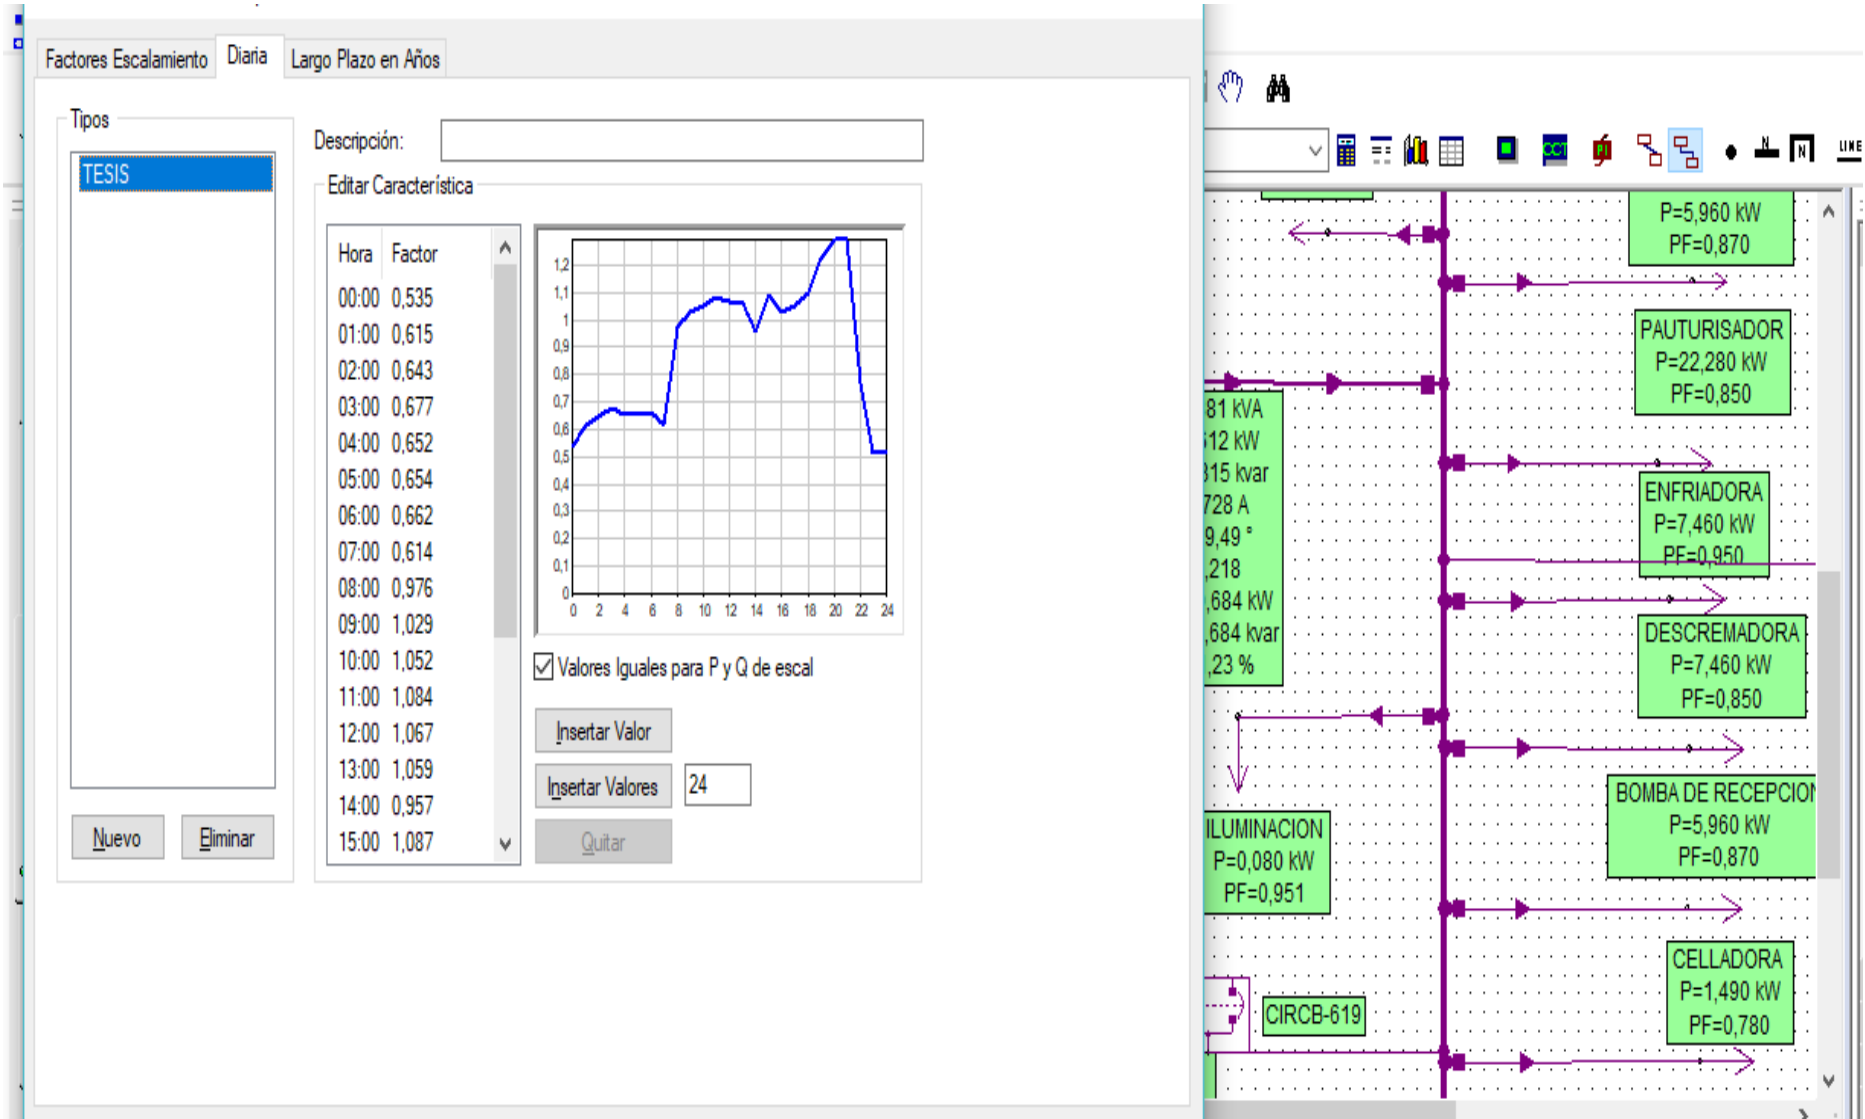 Factores Escalamiento
Diaria
Largo Plazo en Años
Tipos
TESIS
Nuevo
Eliminar
Descripción:
Editar Característica
Hora Factor
00:00 0,535
01:00 0,615
02:00 0,643
03:00 0,677
04:00 0,652
05:00 0,654
06:00 0,662
07:00 0,614
08:00 0,976
09:00 1,029
10:00 1,052
11:00 1,084
12:00 1,067
13:00 1,059
14:00 0,957
15:00 1,087
1,2
1,1
1
0,9
0,8
0,7
0,6
0,5
0,4
0,3
0,2
0,1
0
0 2 4 6 8 10 12 14 16 18 20 22 24
Valores Iguales para P y Q de escal
Insertar Valor
Insertar Valores
24
Quitar
CCT
PI
N
N
LINE
P=5,960 kW
PF=0,870
PAUTURISADOR
P=22,280 kW
PF=0,850
81 kVA
512 kW
315 kvar
728 A
9,49 °
,218
,684 kW
,684 kvar
,23 %
ENFRIADORA
P=7,460 kW
PF=0,950
DESCREMADORA
P=7,460 kW
PF=0,850
BOMBA DE RECEPCION
P=5,960 kW
PF=0,870
ILUMINACION
P=0,080 kW
PF=0,951
CELLADORA
P=1,490 kW
PF=0,780
CIRCB-619